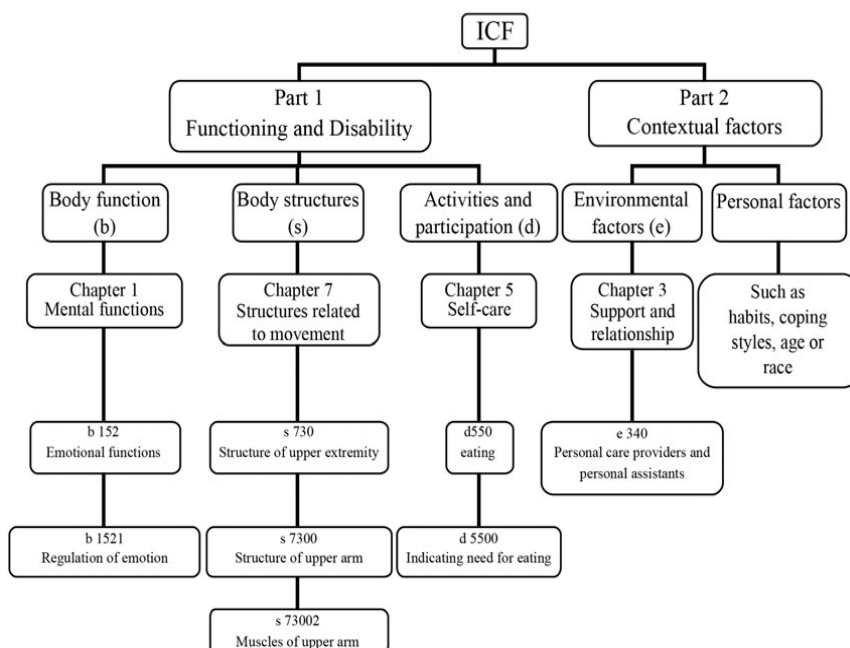 ICF
Part 1
Functioning and Disability
Part 2
Contextual factors
Body function
(b)
Body structures
(s)
Activities and
participation (d)
Environmental
factors (e)
Personal factors
Chapter 1
Mental functions
Chapter 7
Structures related
to movement
Chapter 5
Self-care
Chapter 3
Support and
relationship
Such as
habits, coping
styles, age or
race
b 152
Emotional functions
s 730
Structure of upper extremity
d550
eating
e 340
Personal care providers and
personal assistants
b 1521
Regulation of emotion
s 7300
Structure of upper arm
d 5500
Indicating need for eating
s 73002
Muscles of upper arm